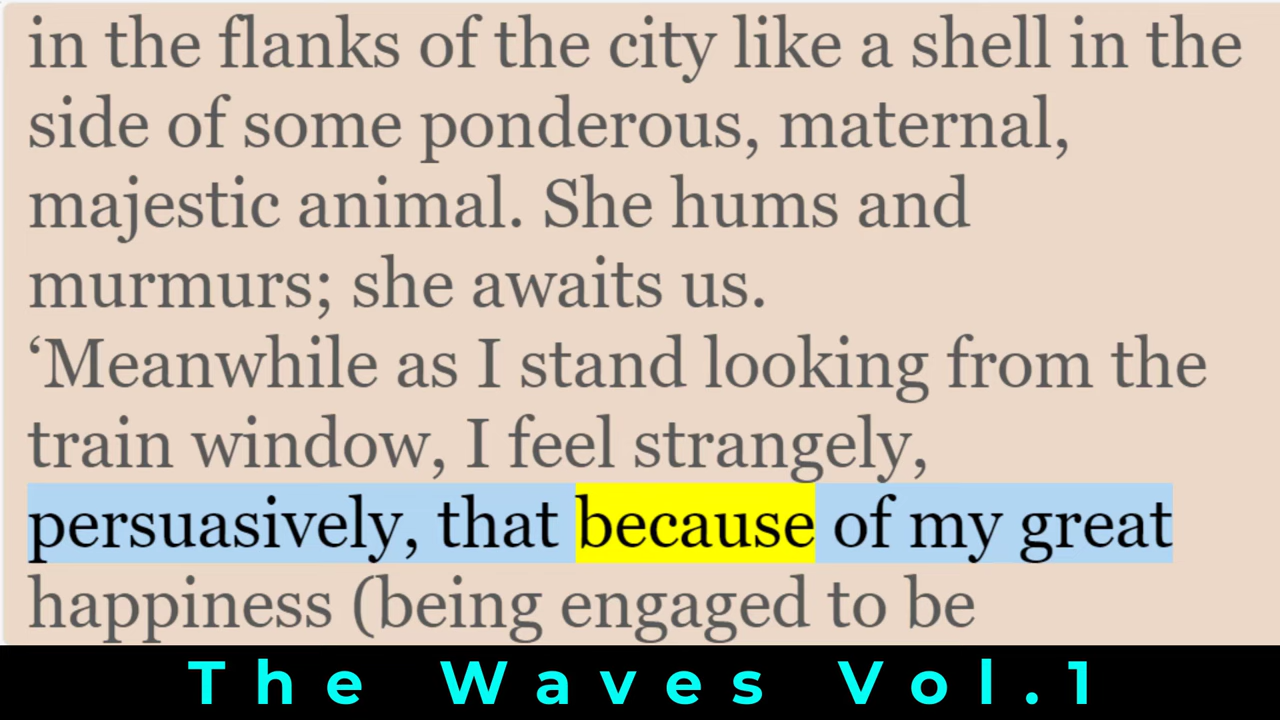 in the flanks of the city like a shell in the
side of some ponderous, maternal,
majestic animal. She hums and
murmurs; she awaits us.
‘Meanwhile as I stand looking from the
train window, I feel strangely,
persuasively, that because of my great
happiness (being engaged to be
The Waves Vol.1